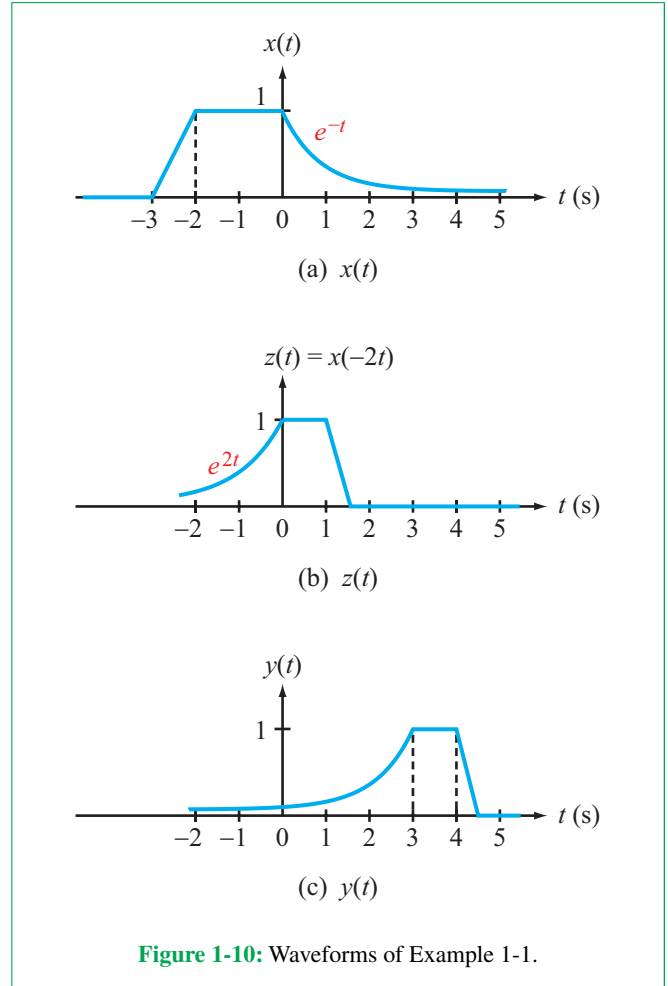 x(t)
1
e^{-t}
t (s)
−3 −2 −1 0 1 2 3 4 5
(a) x(t)
z(t) = x(−2t)
1
e^{2t}
t (s)
−2 −1 0 1 2 3 4 5
(b) z(t)
y(t)
1
t (s)
−2 −1 0 1 2 3 4 5
(c) y(t)
Figure 1-10: Waveforms of Example 1-1.